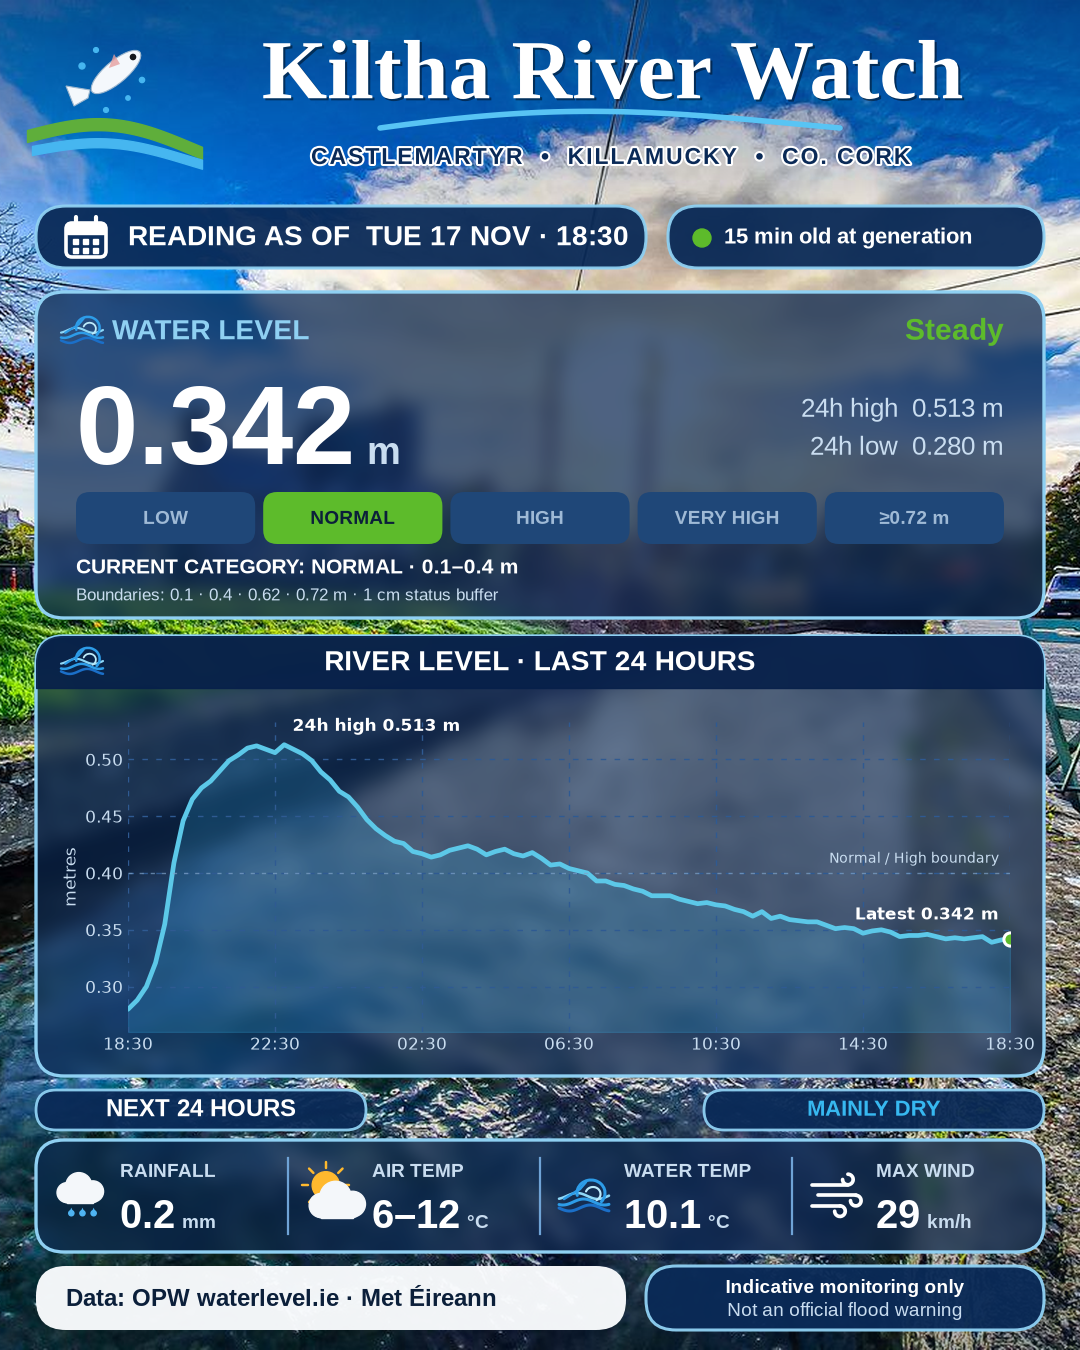 Kiltha River Watch
CASTLEMARTYR • KILLAMUCKY • CO. CORK
READING AS OF TUE 17 NOV · 18:30
15 min old at generation
WATER LEVEL
Steady
0.342 m
24h high 0.513 m
24h low 0.280 m
LOW
NORMAL
HIGH
VERY HIGH
≥0.72 m
CURRENT CATEGORY: NORMAL · 0.1–0.4 m
Boundaries: 0.1 · 0.4 · 0.62 · 0.72 m · 1 cm status buffer
RIVER LEVEL · LAST 24 HOURS
24h high 0.513 m
0.50
0.45
0.40
0.35
0.30
metres
Normal / High boundary
Latest 0.342 m
18:30 22:30 02:30 06:30 10:30 14:30 18:30
NEXT 24 HOURS
MAINLY DRY
RAINFALL
0.2 mm
AIR TEMP
6–12 °C
WATER TEMP
10.1 °C
MAX WIND
29 km/h
Data: OPW waterlevel.ie · Met Éireann
Indicative monitoring only
Not an official flood warning